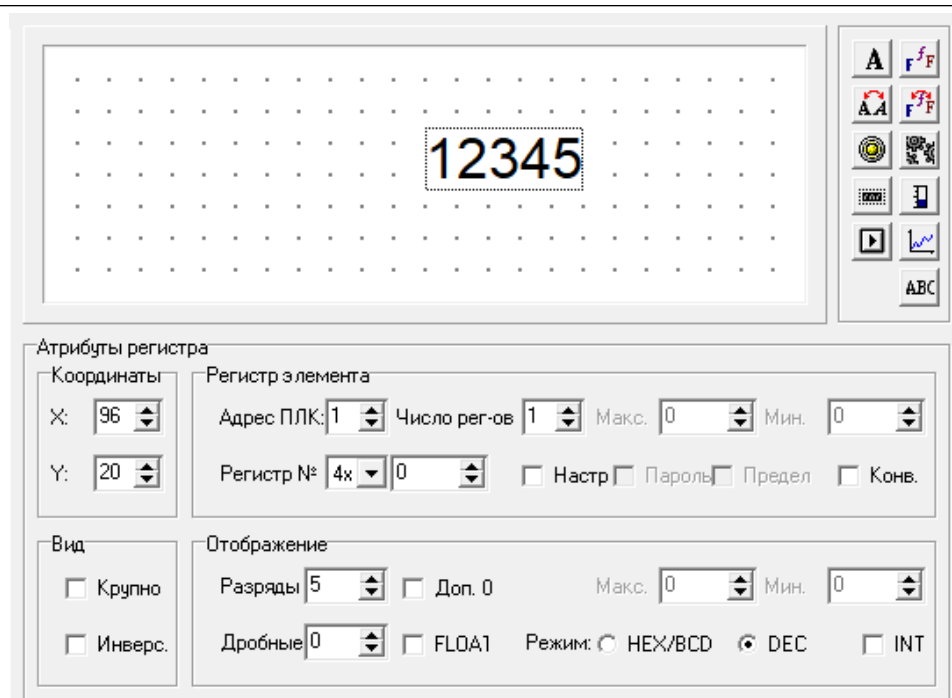 12345
A
F f F
A A
F f F
ABC
Атрибуты регистра
Координаты
Регистр элемента
X: 96
Адрес ПЛК: 1 Число рег-ов 1 Макс. 0 Мин. 0
Y: 20
Регистр № 4x 0 Настр Пароль Предел Конв.
Вид
Отображение
Крупно
Разряды 5 Доп. 0 Макс. 0 Мин. 0
Инверс.
Дробные 0 FLOAT Режим: HEX/BCD DEC INT